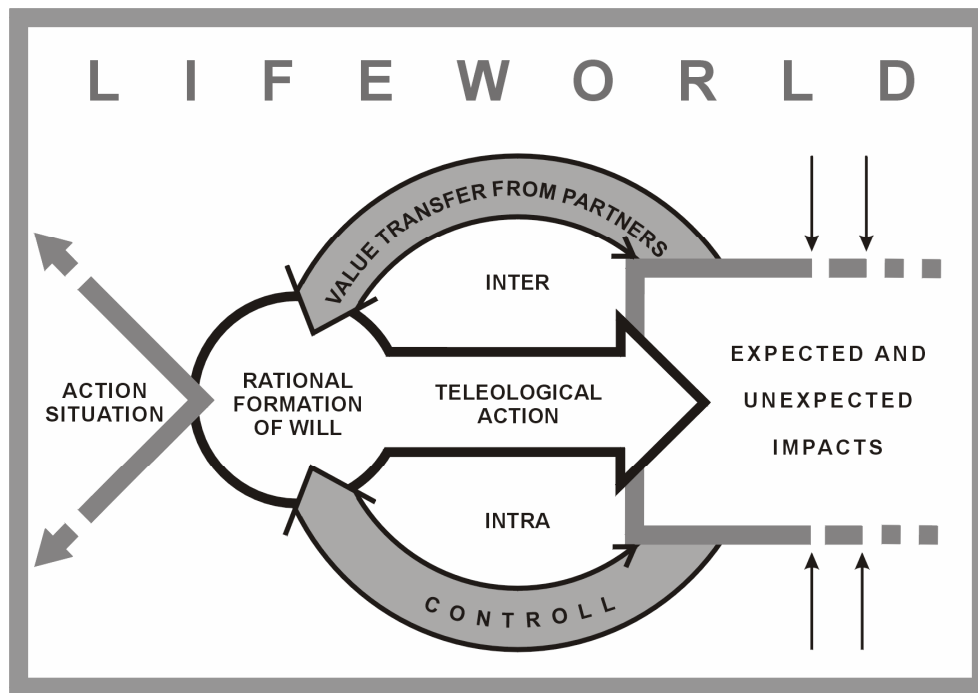 LIFEWORLD
VALUE TRANSFER FROM PARTNERS
INTER
ACTION
SITUATION
RATIONAL
FORMATION
OF WILL
TELEOLOGICAL
ACTION
EXPECTED AND
UNEXPECTED
IMPACTS
INTRA
CONTROLL